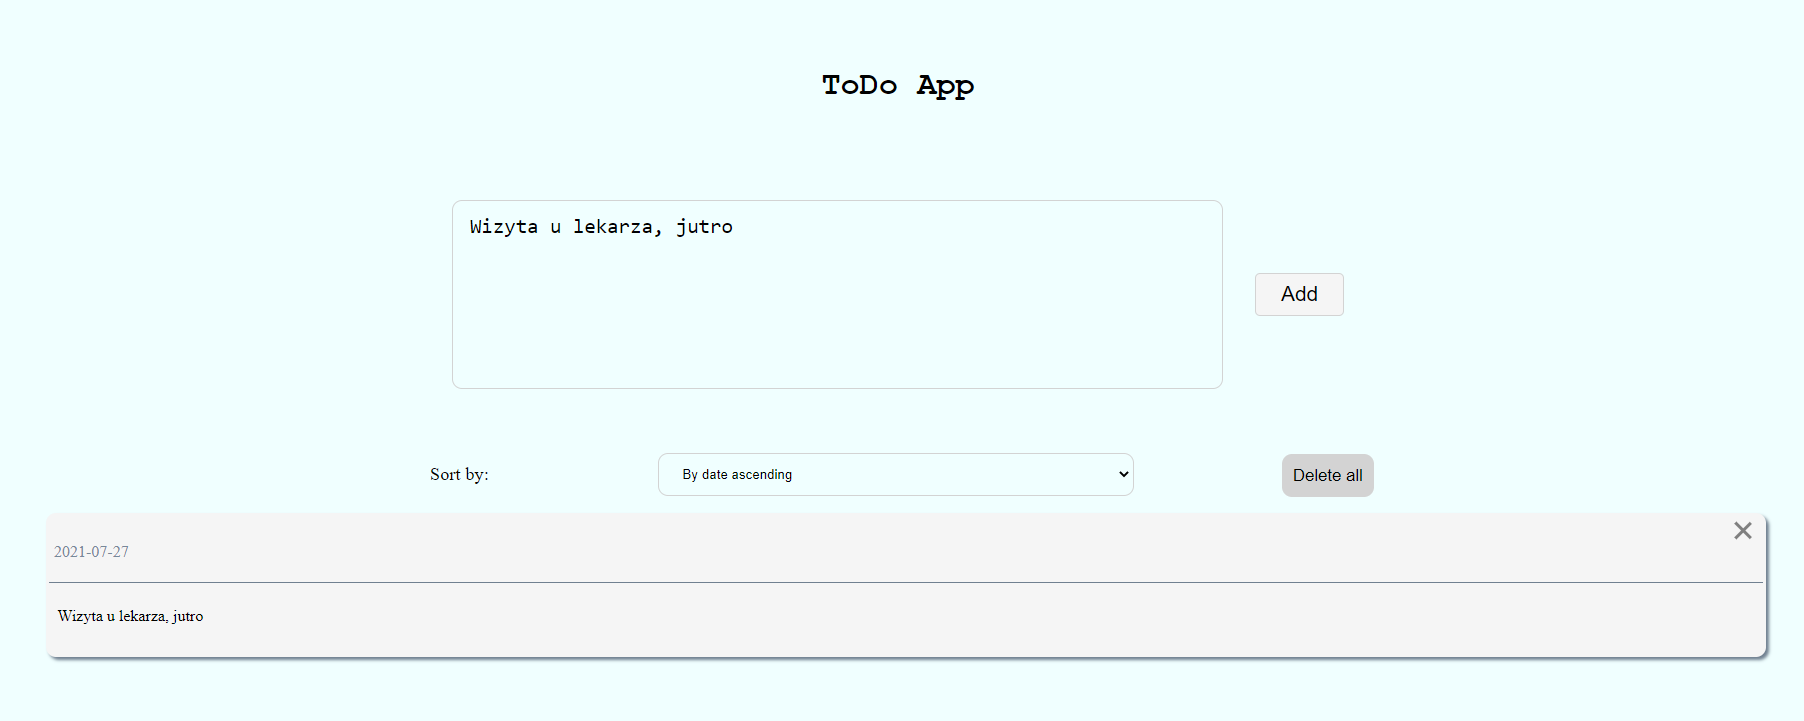 ToDo App
Wizyta u lekarza, jutro
Add
Sort by:
By date ascending
Delete all
2021-07-27
Wizyta u lekarza, jutro